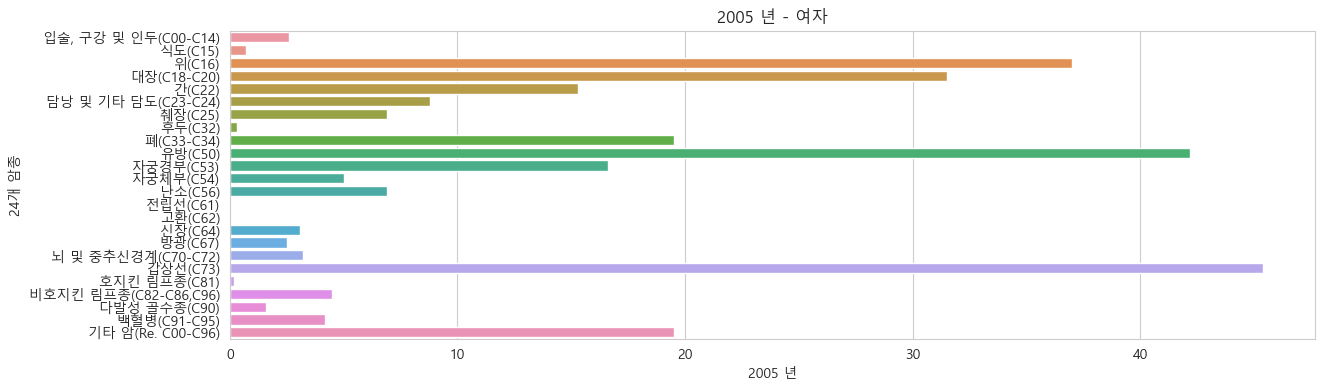 2005 년 - 여자
24개 암종
입술, 구강 및 인두(C00-C14)
식도(C15)
위(C16)
대장(C18-C20)
간(C22)
담낭 및 기타 담도(C23-C24)
췌장(C25)
후두(C32)
폐(C33-C34)
유방(C50)
자궁경부(C53)
자궁체부(C54)
난소(C56)
전립선(C61)
고환(C62)
신장(C64)
방광(C67)
뇌 및 중추신경계(C70-C72)
갑상선(C73)
호지킨 림프종(C81)
비호지킨 림프종(C82-C86,C96)
다발성 골수종(C90)
백혈병(C91-C95)
기타 암(Re. C00-C96)
0 10 20 30 40
2005 년